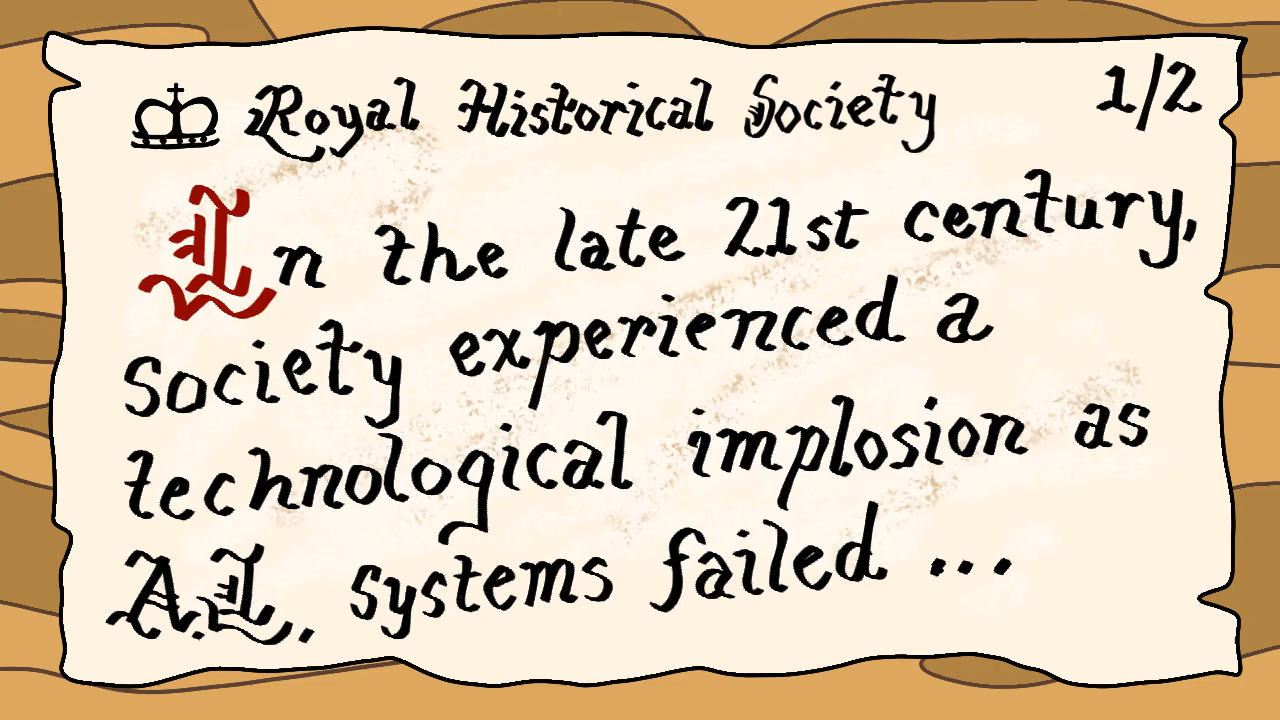 Royal Historical Society 1/2
In the late 21st century,
society experienced a
technological implosion as
A.I. systems failed ...